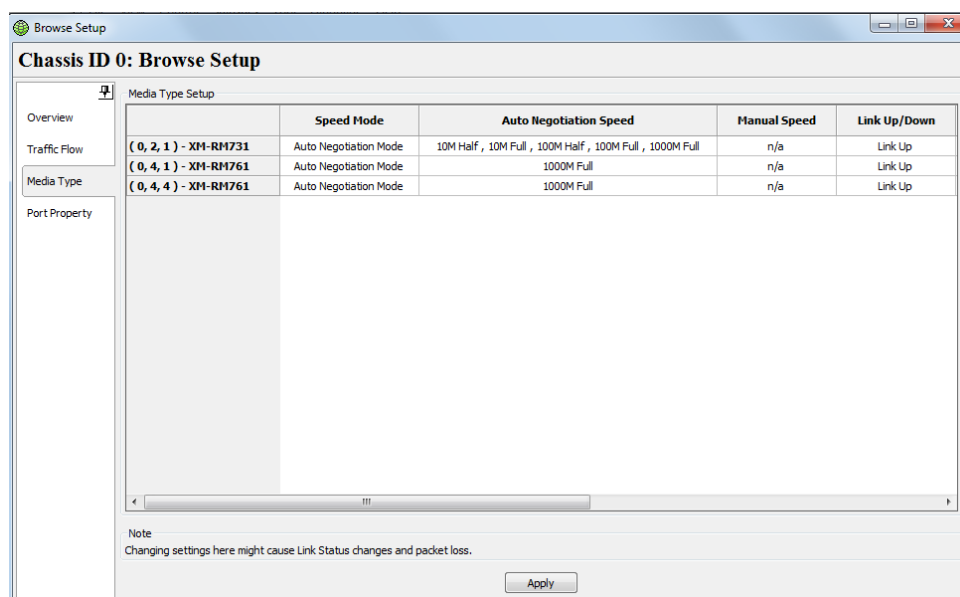 Browse Setup
Chassis ID 0: Browse Setup
Overview
Traffic Flow
Media Type
Port Property
Media Type Setup
Speed Mode Auto Negotiation Speed Manual Speed Link Up/Down
( 0, 2, 1 ) - XM-RM731 Auto Negotiation Mode 10M Half , 10M Full , 100M Half , 100M Full , 1000M Full n/a Link Up
( 0, 4, 1 ) - XM-RM761 Auto Negotiation Mode 1000M Full n/a Link Up
( 0, 4, 4 ) - XM-RM761 Auto Negotiation Mode 1000M Full n/a Link Up
Note
Changing settings here might cause Link Status changes and packet loss.
Apply